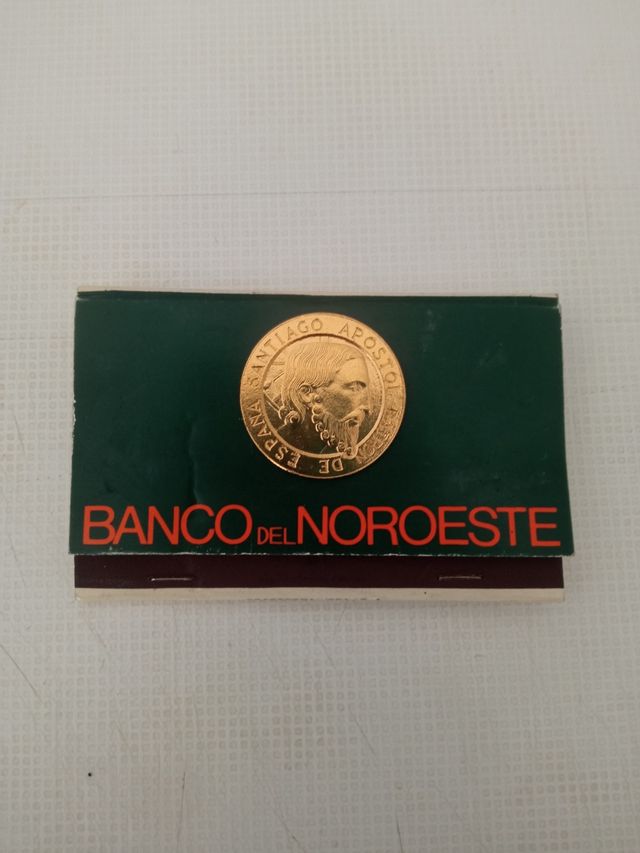 SANTIAGO APOSTOL PATRON DE ESPAÑA
BANCO DEL NOROESTE